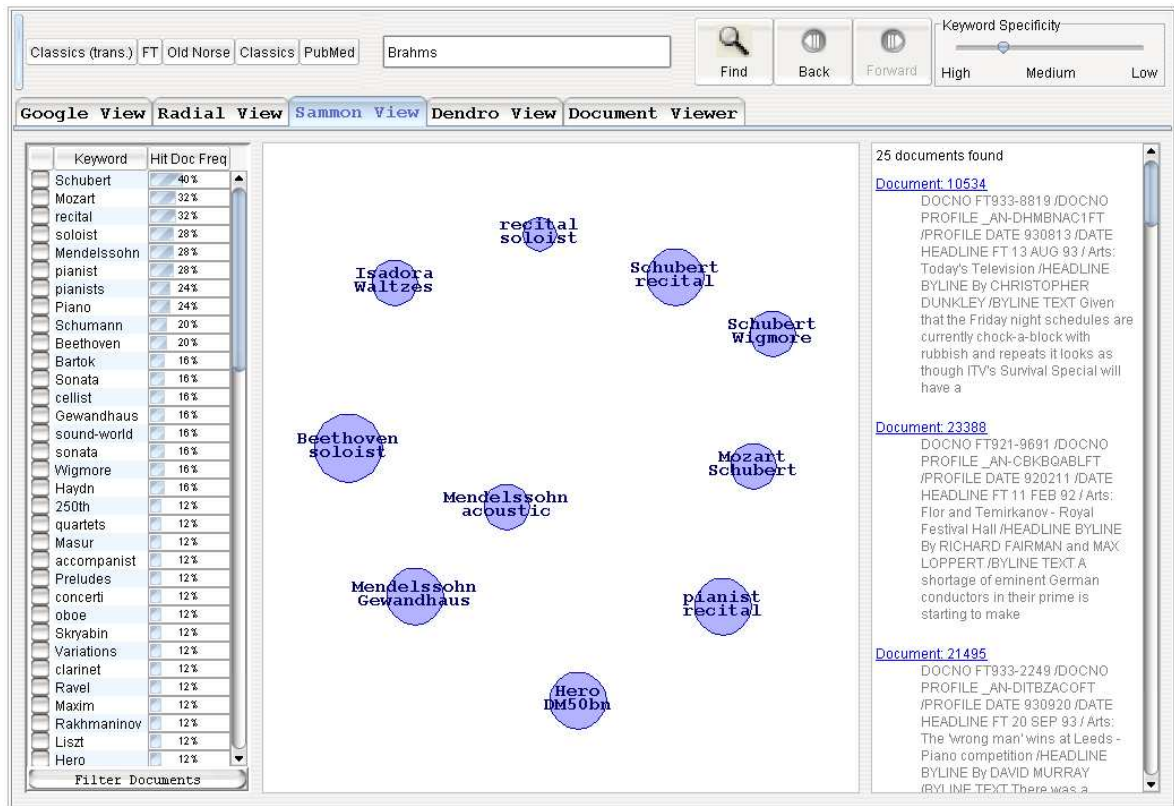 Classics (trans.) FT Old Norse Classics PubMed
Brahms
Find
Back
Forward
Keyword Specificity
High Medium Low
Google View Radial View Sammon View Dendro View Document Viewer
Keyword Hit Doc Freq
Schubert 40%
Mozart 32%
recital 32%
soloist 28%
Mendelssohn 28%
pianist 28%
pianists 24%
Piano 24%
Schumann 20%
Beethoven 20%
Bartok 16%
Sonata 16%
cellist 16%
Gewandhaus 16%
sound-world 16%
sonata 16%
Wigmore 16%
Haydn 16%
250th 12%
quartets 12%
Masur 12%
accompanist 12%
Preludes 12%
concerti 12%
oboe 12%
Skryabin 12%
Variations 12%
clarinet 12%
Ravel 12%
Maxim 12%
Rakhmaninov 12%
Liszt 12%
Hero 12%
Filter Documents
recital
soloist
Isadora
Waltzes
Schubert
recital
Schubert
Wigmore
Beethoven
soloist
Mozart
Schubert
Mendelssohn
acoustic
Mendelssohn
Gewandhaus
pianist
recital
Hero
DM50bn
25 documents found
Document: 10534
DOCNO FT933-8819 /DOCNO
PROFILE _AN-DHMBNAC1FT
/PROFILE DATE 930813 /DATE
HEADLINE FT 13 AUG 93 / Arts:
Today's Television /HEADLINE
BYLINE By CHRISTOPHER
DUNKLEY /BYLINE TEXT Given
that the Friday night schedules are
currently chock-a-block with
rubbish and repeats it looks as
though ITV's Survival Special will
have a
Document: 23388
DOCNO FT921-9691 /DOCNO
PROFILE _AN-CBKBQABLFT
/PROFILE DATE 920211 /DATE
HEADLINE FT 11 FEB 92 / Arts:
Flor and Temirkanov - Royal
Festival Hall /HEADLINE BYLINE
By RICHARD FAIRMAN and MAX
LOPPERT /BYLINE TEXT A
shortage of eminent German
conductors in their prime is
starting to make
Document: 21495
DOCNO FT933-2249 /DOCNO
PROFILE _AN-DITBZACOFT
/PROFILE DATE 930920 /DATE
HEADLINE FT 20 SEP 93 / Arts:
The 'wrong man' wins at Leeds -
Piano competition /HEADLINE
BYLINE By DAVID MURRAY
/BYLINE TEXT There was a